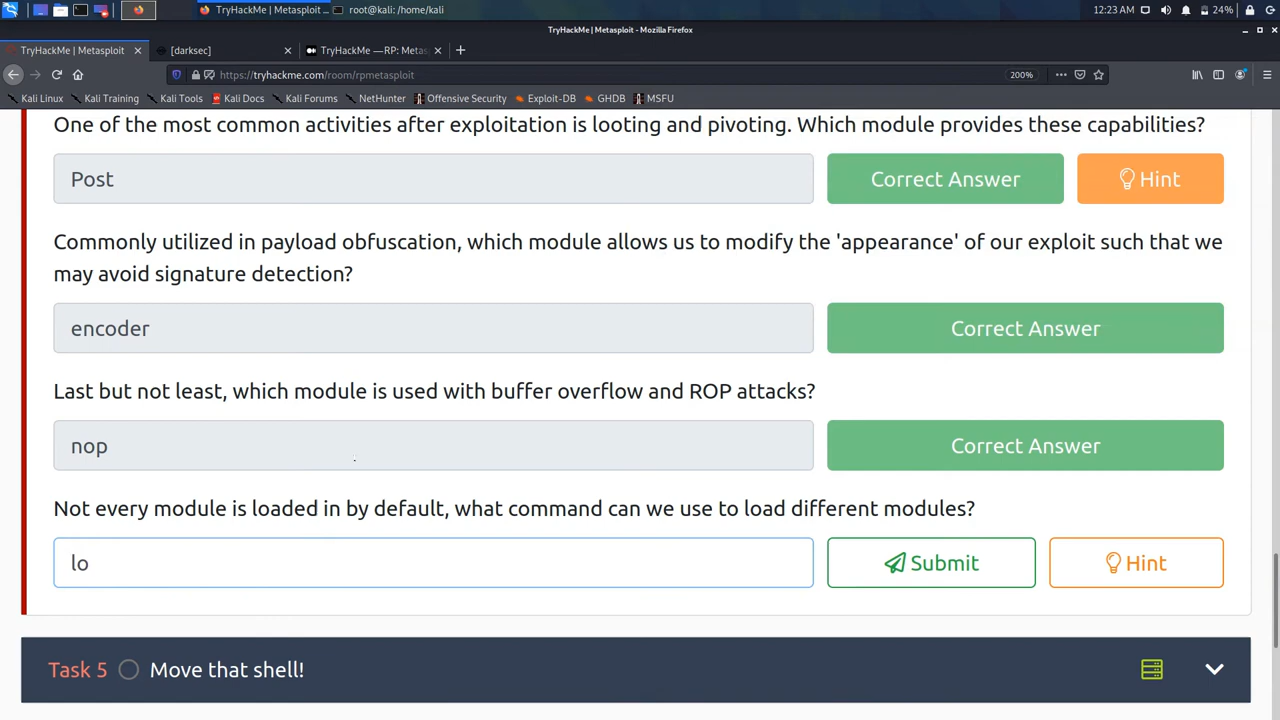 TryHackMe | Metasploit ...
root@kali: /home/kali
12:23 AM
24%
TryHackMe | Metasploit - Mozilla Firefox
TryHackMe | Metasploit
[darksec]
TryHackMe — RP: Metas
https://tryhackme.com/room/rpmetasploit
200%
Kali Linux
Kali Training
Kali Tools
Kali Docs
Kali Forums
NetHunter
Offensive Security
Exploit-DB
GHDB
MSFU
One of the most common activities after exploitation is looting and pivoting. Which module provides these capabilities?
Post
Correct Answer
Hint
Commonly utilized in payload obfuscation, which module allows us to modify the 'appearance' of our exploit such that we
may avoid signature detection?
encoder
Correct Answer
Last but not least, which module is used with buffer overflow and ROP attacks?
nop
Correct Answer
Not every module is loaded in by default, what command can we use to load different modules?
lo
Submit
Hint
Task 5
Move that shell!